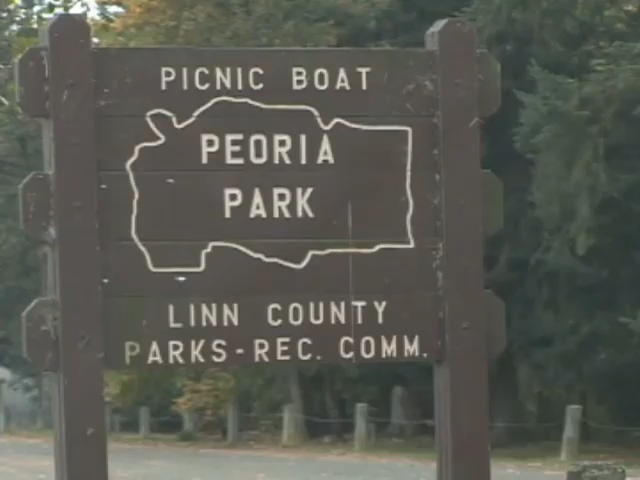 PICNIC BOAT
PEORIA
PARK
LINN COUNTY
PARKS-REC. COMM.